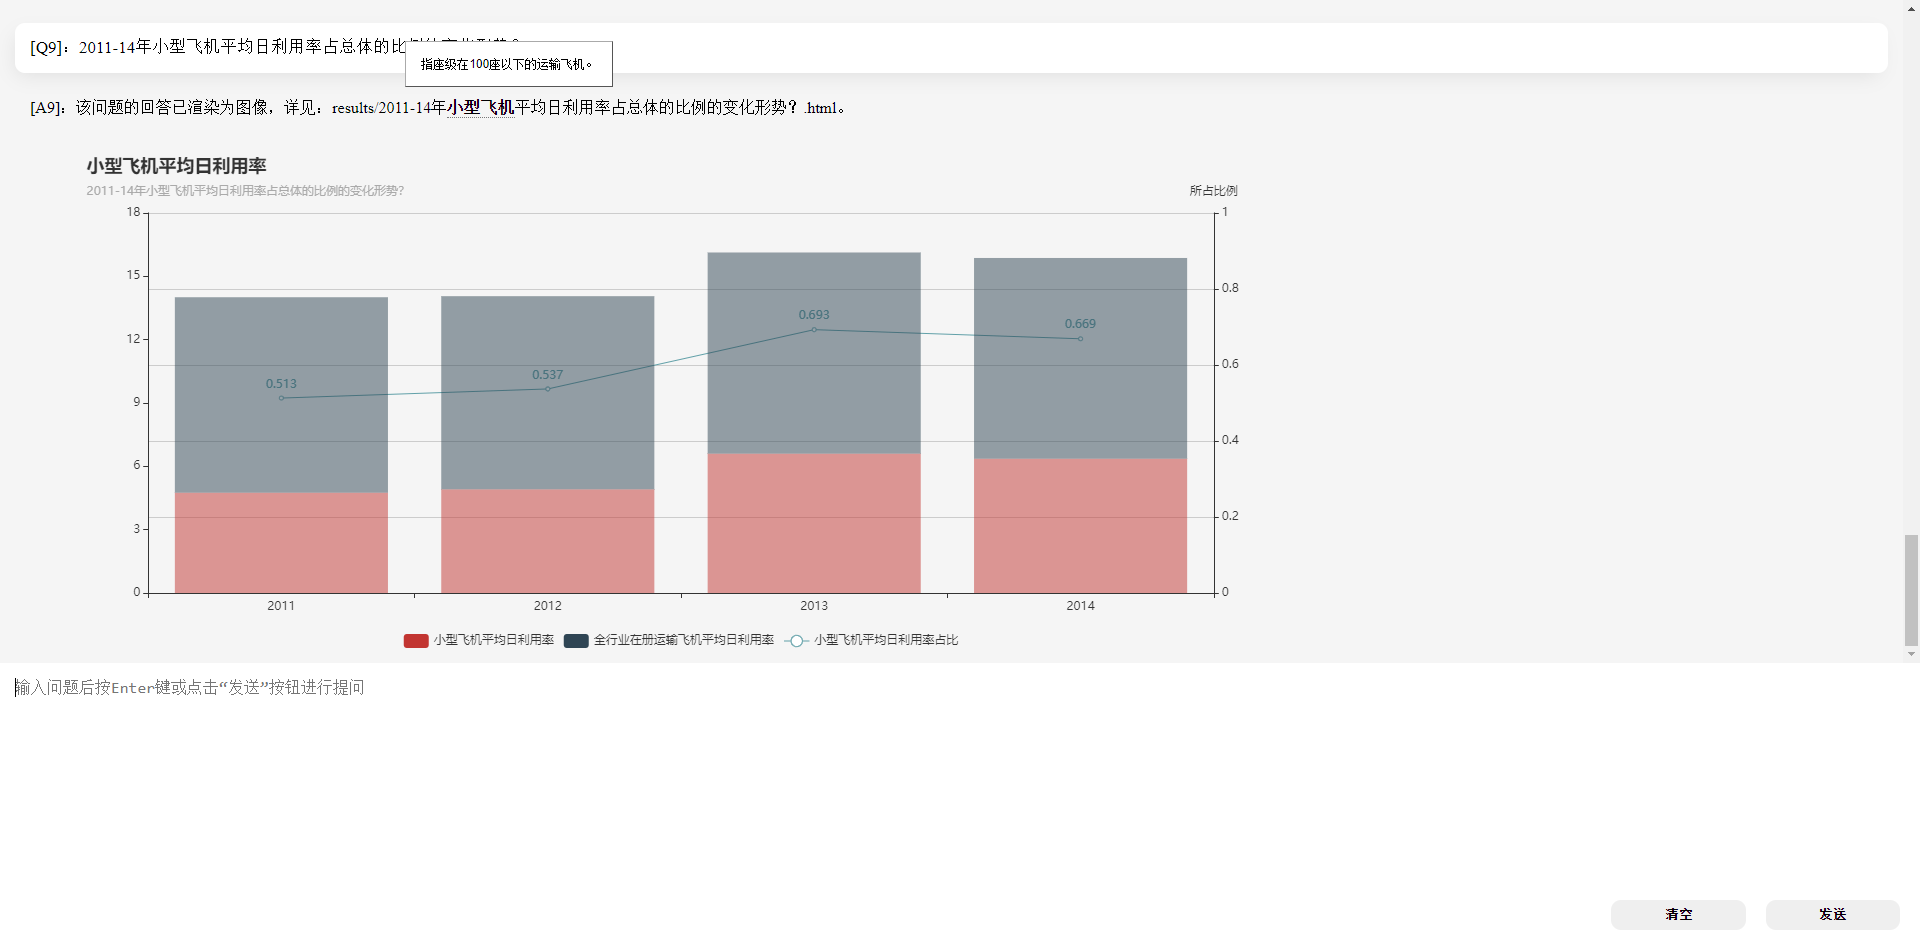 [Q9]：2011-14年小型飞机平均日利用率占总体的比
指座级在100座以下的运输飞机。
[A9]：该问题的回答已渲染为图像，详见：results/2011-14年小型飞机平均日利用率占总体的比例的变化形势？.html。
小型飞机平均日利用率
2011-14年小型飞机平均日利用率占总体的比例的变化形势?
所占比例
18
1
15
0.8
0.693
0.669
12
0.6
0.537
0.513
9
0.4
6
0.2
3
0
0
2011 2012 2013 2014
小型飞机平均日利用率 全行业在册运输飞机平均日利用率 小型飞机平均日利用率占比
输入问题后按Enter键或点击“发送”按钮进行提问
清空 发送